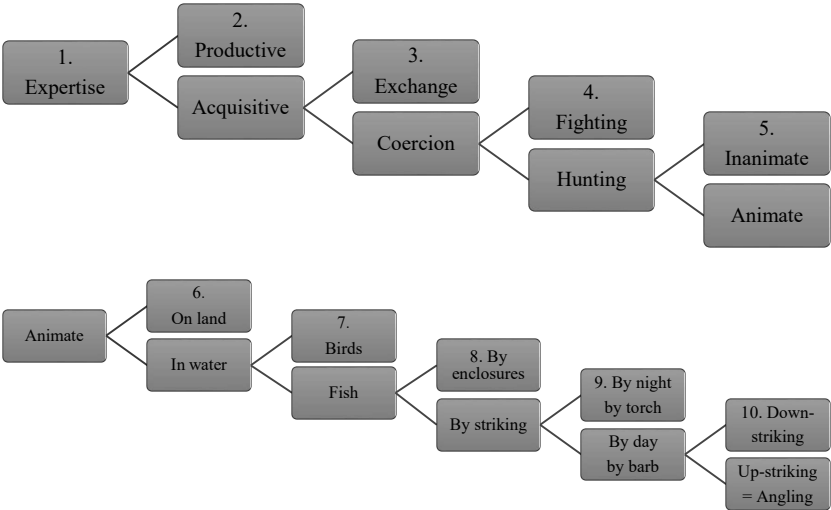 1.
Expertise
2.
Productive
Acquisitive
3.
Exchange
Coercion
4.
Fighting
Hunting
5.
Inanimate
Animate
Animate
6.
On land
In water
7.
Birds
Fish
8. By
enclosures
By striking
9. By night
by torch
By day
by barb
10. Down-
striking
Up-striking
= Angling